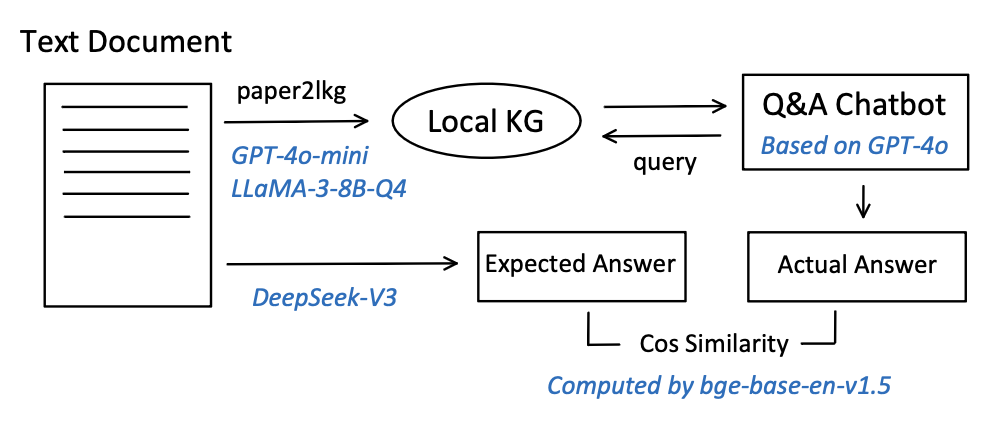 Text Document
paper2lkg
GPT-4o-mini
LLaMA-3-8B-Q4
Local KG
query
Q&A Chatbot
Based on GPT-4o
DeepSeek-V3
Expected Answer
Actual Answer
Cos Similarity
Computed by bge-base-en-v1.5